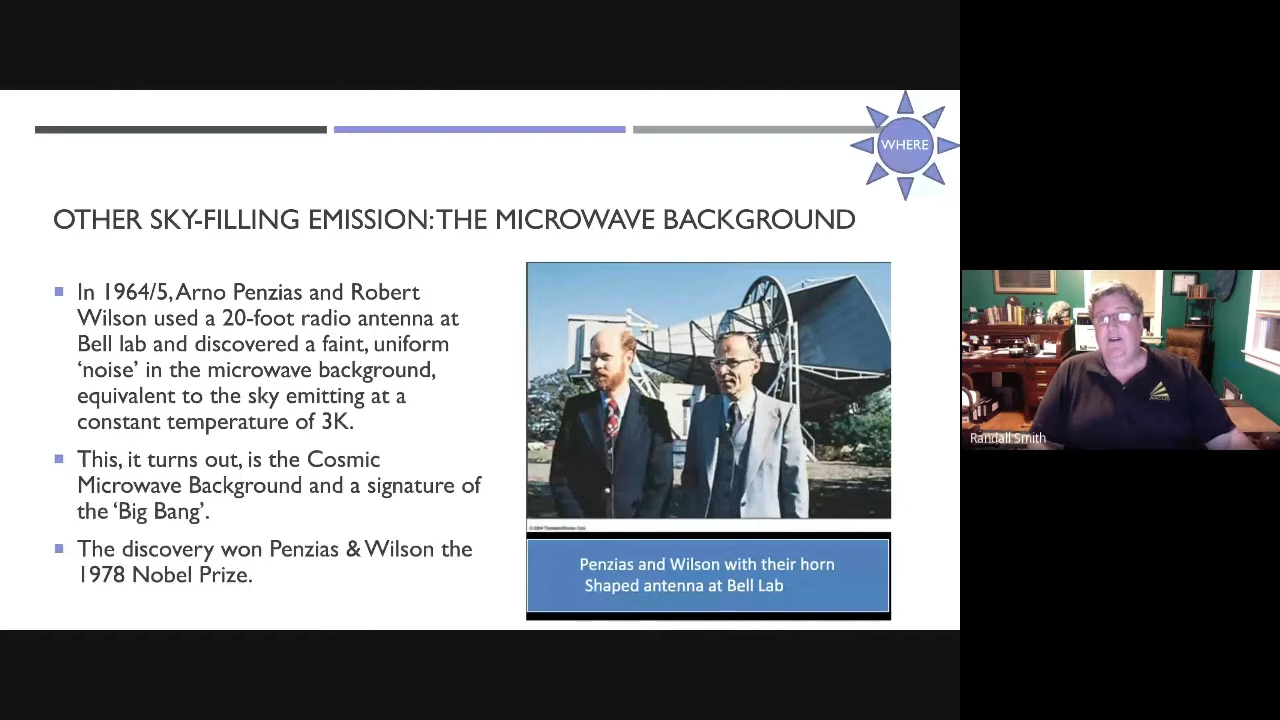 WHERE
OTHER SKY-FILLING EMISSION: THE MICROWAVE BACKGROUND
In 1964/5, Arno Penzias and Robert
Wilson used a 20-foot radio antenna at
Bell lab and discovered a faint, uniform
‘noise’ in the microwave background,
equivalent to the sky emitting at a
constant temperature of 3K.
This, it turns out, is the Cosmic
Microwave Background and a signature of
the ‘Big Bang’.
The discovery won Penzias & Wilson the
1978 Nobel Prize.
Penzias and Wilson with their horn
Shaped antenna at Bell Lab
ARCUS
Randall Smith